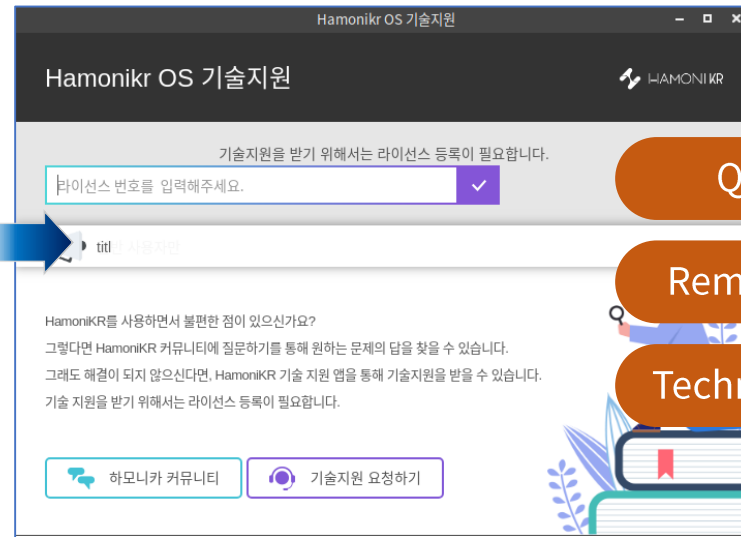 Hamonikr OS 기술지원
Hamonikr OS 기술지원
HAMONIKR
기술지원을 받기 위해서는 라이선스 등록이 필요합니다.
라이선스 번호를 입력해주세요.
Q
titl 사용자만
Rem
HamoniKR를 사용하면서 불편한 점이 있으신가요?
그렇다면 HamoniKR 커뮤니티에 질문하기를 통해 원하는 문제의 답을 찾을 수 있습니다.
그래도 해결이 되지 않으신다면, HamoniKR 기술 지원 앱을 통해 기술지원을 받을 수 있습니다.
기술 지원을 받기 위해서는 라이선스 등록이 필요합니다.
Techn
하모니카 커뮤니티
기술지원 요청하기